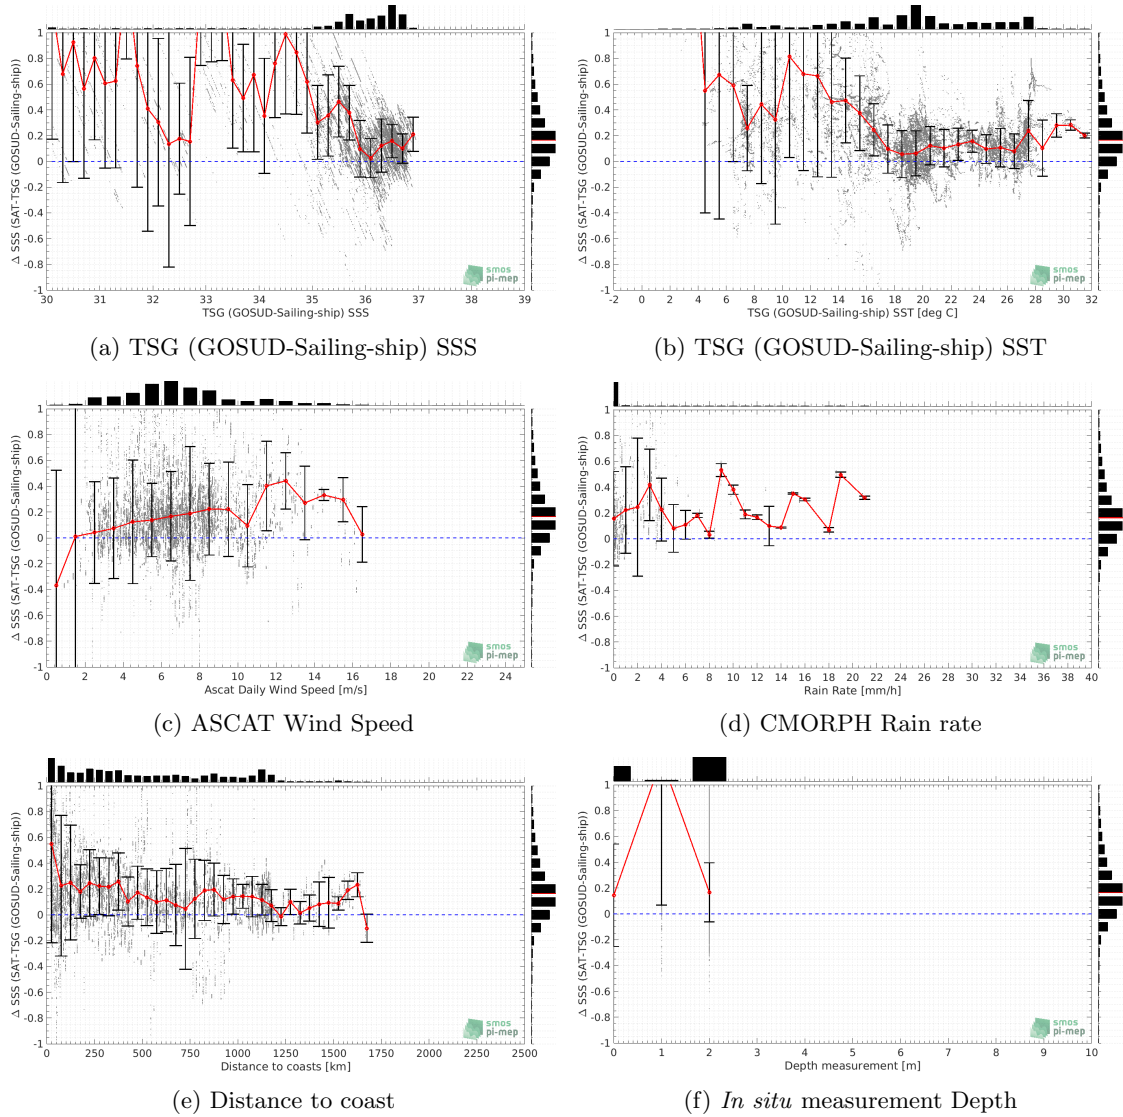 Δ SSS (SAT-TSG (GOSUD-Sailing-ship))
1
0.8
0.6
0.4
0.2
0
-0.2
-0.4
-0.6
-0.8
-1
30 31 32 33 34 35 36 37 38 39
TSG (GOSUD-Sailing-ship) SSS
smos
pi-mep
(a) TSG (GOSUD-Sailing-ship) SSS
Δ SSS (SAT-TSG (GOSUD-Sailing-ship))
1
0.8
0.6
0.4
0.2
0
-0.2
-0.4
-0.6
-0.8
-1
-2 0 2 4 6 8 10 12 14 16 18 20 22 24 26 28 30 32
TSG (GOSUD-Sailing-ship) SST [deg C]
smos
pi-mep
(b) TSG (GOSUD-Sailing-ship) SST
Δ SSS (SAT-TSG (GOSUD-Sailing-ship))
1
0.8
0.6
0.4
0.2
0
-0.2
-0.4
-0.6
-0.8
-1
0 2 4 6 8 10 12 14 16 18 20 22 24
Ascat Daily Wind Speed [m/s]
smos
pi-mep
(c) ASCAT Wind Speed
Δ SSS (SAT-TSG (GOSUD-Sailing-ship))
1
0.8
0.6
0.4
0.2
0
-0.2
-0.4
-0.6
-0.8
-1
0 2 4 6 8 10 12 14 16 18 20 22 24 26 28 30 32 34 36 38 40
Rain Rate [mm/h]
smos
pi-mep
(d) CMORPH Rain rate
Δ SSS (SAT-TSG (GOSUD-Sailing-ship))
1
0.8
0.6
0.4
0.2
0
-0.2
-0.4
-0.6
-0.8
-1
0 250 500 750 1000 1250 1500 1750 2000 2250 2500
Distance to coasts [km]
smos
pi-mep
(e) Distance to coast
Δ SSS (SAT-TSG (GOSUD-Sailing-ship))
1
0.8
0.6
0.4
0.2
0
-0.2
-0.4
-0.6
-0.8
-1
0 1 2 3 4 5 6 7 8 9 10
Depth measurement [m]
smos
pi-mep
(f) In situ measurement Depth